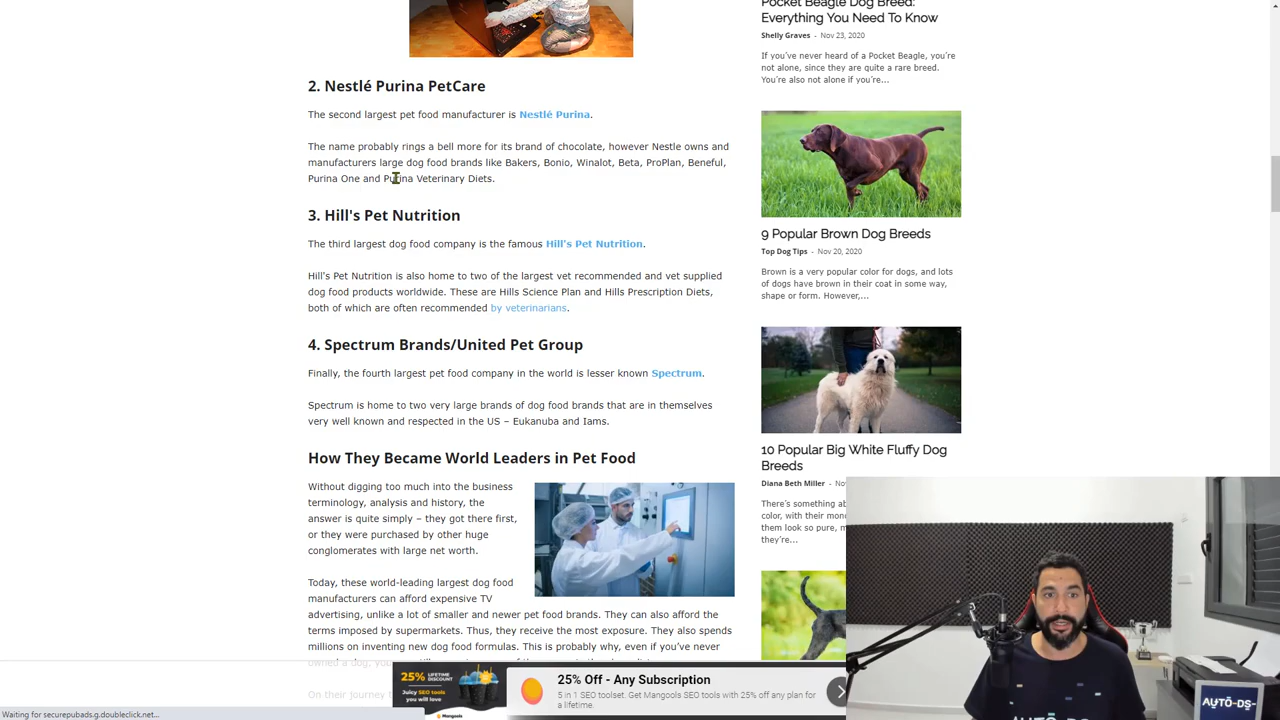 2. Nestlé Purina PetCare
The second largest pet food manufacturer is Nestlé Purina.
The name probably rings a bell more for its brand of chocolate, however Nestle owns and
manufacturers large dog food brands like Bakers, Bonio, Winalot, Beta, ProPlan, Beneful,
Purina One and Purina Veterinary Diets.
3. Hill's Pet Nutrition
The third largest dog food company is the famous Hill's Pet Nutrition.
Hill's Pet Nutrition is also home to two of the largest vet recommended and vet supplied
dog food products worldwide. These are Hills Science Plan and Hills Prescription Diets,
both of which are often recommended by veterinarians.
4. Spectrum Brands/United Pet Group
Finally, the fourth largest pet food company in the world is lesser known Spectrum.
Spectrum is home to two very large brands of dog food brands that are in themselves
very well known and respected in the US – Eukanuba and Iams.
How They Became World Leaders in Pet Food
Without digging too much into the business
terminology, analysis and history, the
answer is quite simply – they got there first,
or they were purchased by other huge
conglomerates with large net worth.
Today, these world-leading largest dog food
manufacturers can afford expensive TV
advertising, unlike a lot of smaller and newer pet food brands. They can also afford the
terms imposed by supermarkets. Thus, they receive the most exposure. They also spends
millions on inventing new dog food formulas. This is probably why, even if you've never
On their journey
Pocket Beagle Dog Breed:
Everything You Need To Know
Shelly Graves - Nov 23, 2020
If you've never heard of a Pocket Beagle, you're
not alone, since they are quite a rare breed.
You're also not alone if you're...
9 Popular Brown Dog Breeds
Top Dog Tips - Nov 20, 2020
Brown is a very popular color for dogs, and lots
of dogs have brown in their coat in some way,
shape or form. However,...
10 Popular Big White Fluffy Dog
Breeds
Diana Beth Miller -
There's something
color, with their
them look so pure,
they're...
25% LIFETIME DISCOUNT
Juicy SEO tools
you will love
Mangools
25% Off - Any Subscription
5 in 1 SEO toolset. Get Mangools SEO tools with 25% off any plan for
a lifetime.
Waiting for securepubads.g.doubleclick.net...
AUTO-DS-